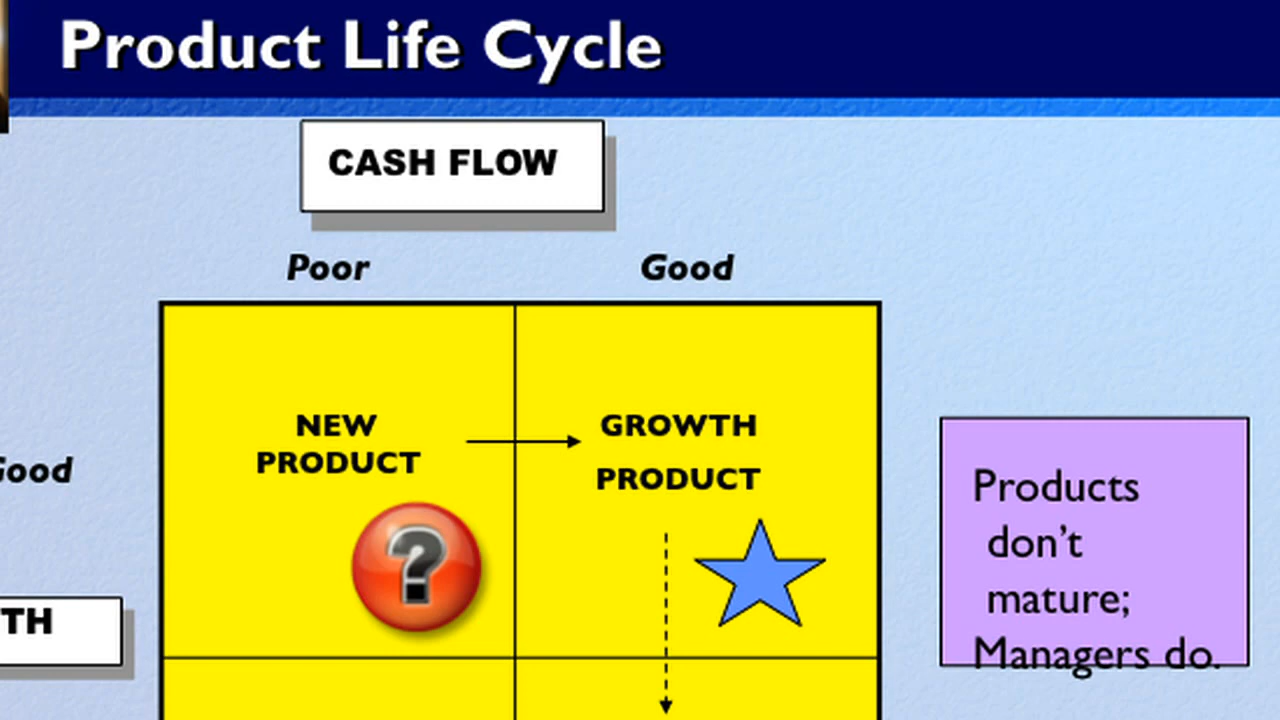 Product Life Cycle
CASH FLOW
Poor Good
NEW
PRODUCT
GROWTH
PRODUCT
Good
?
TH
Products
don’t
mature;
Managers do.